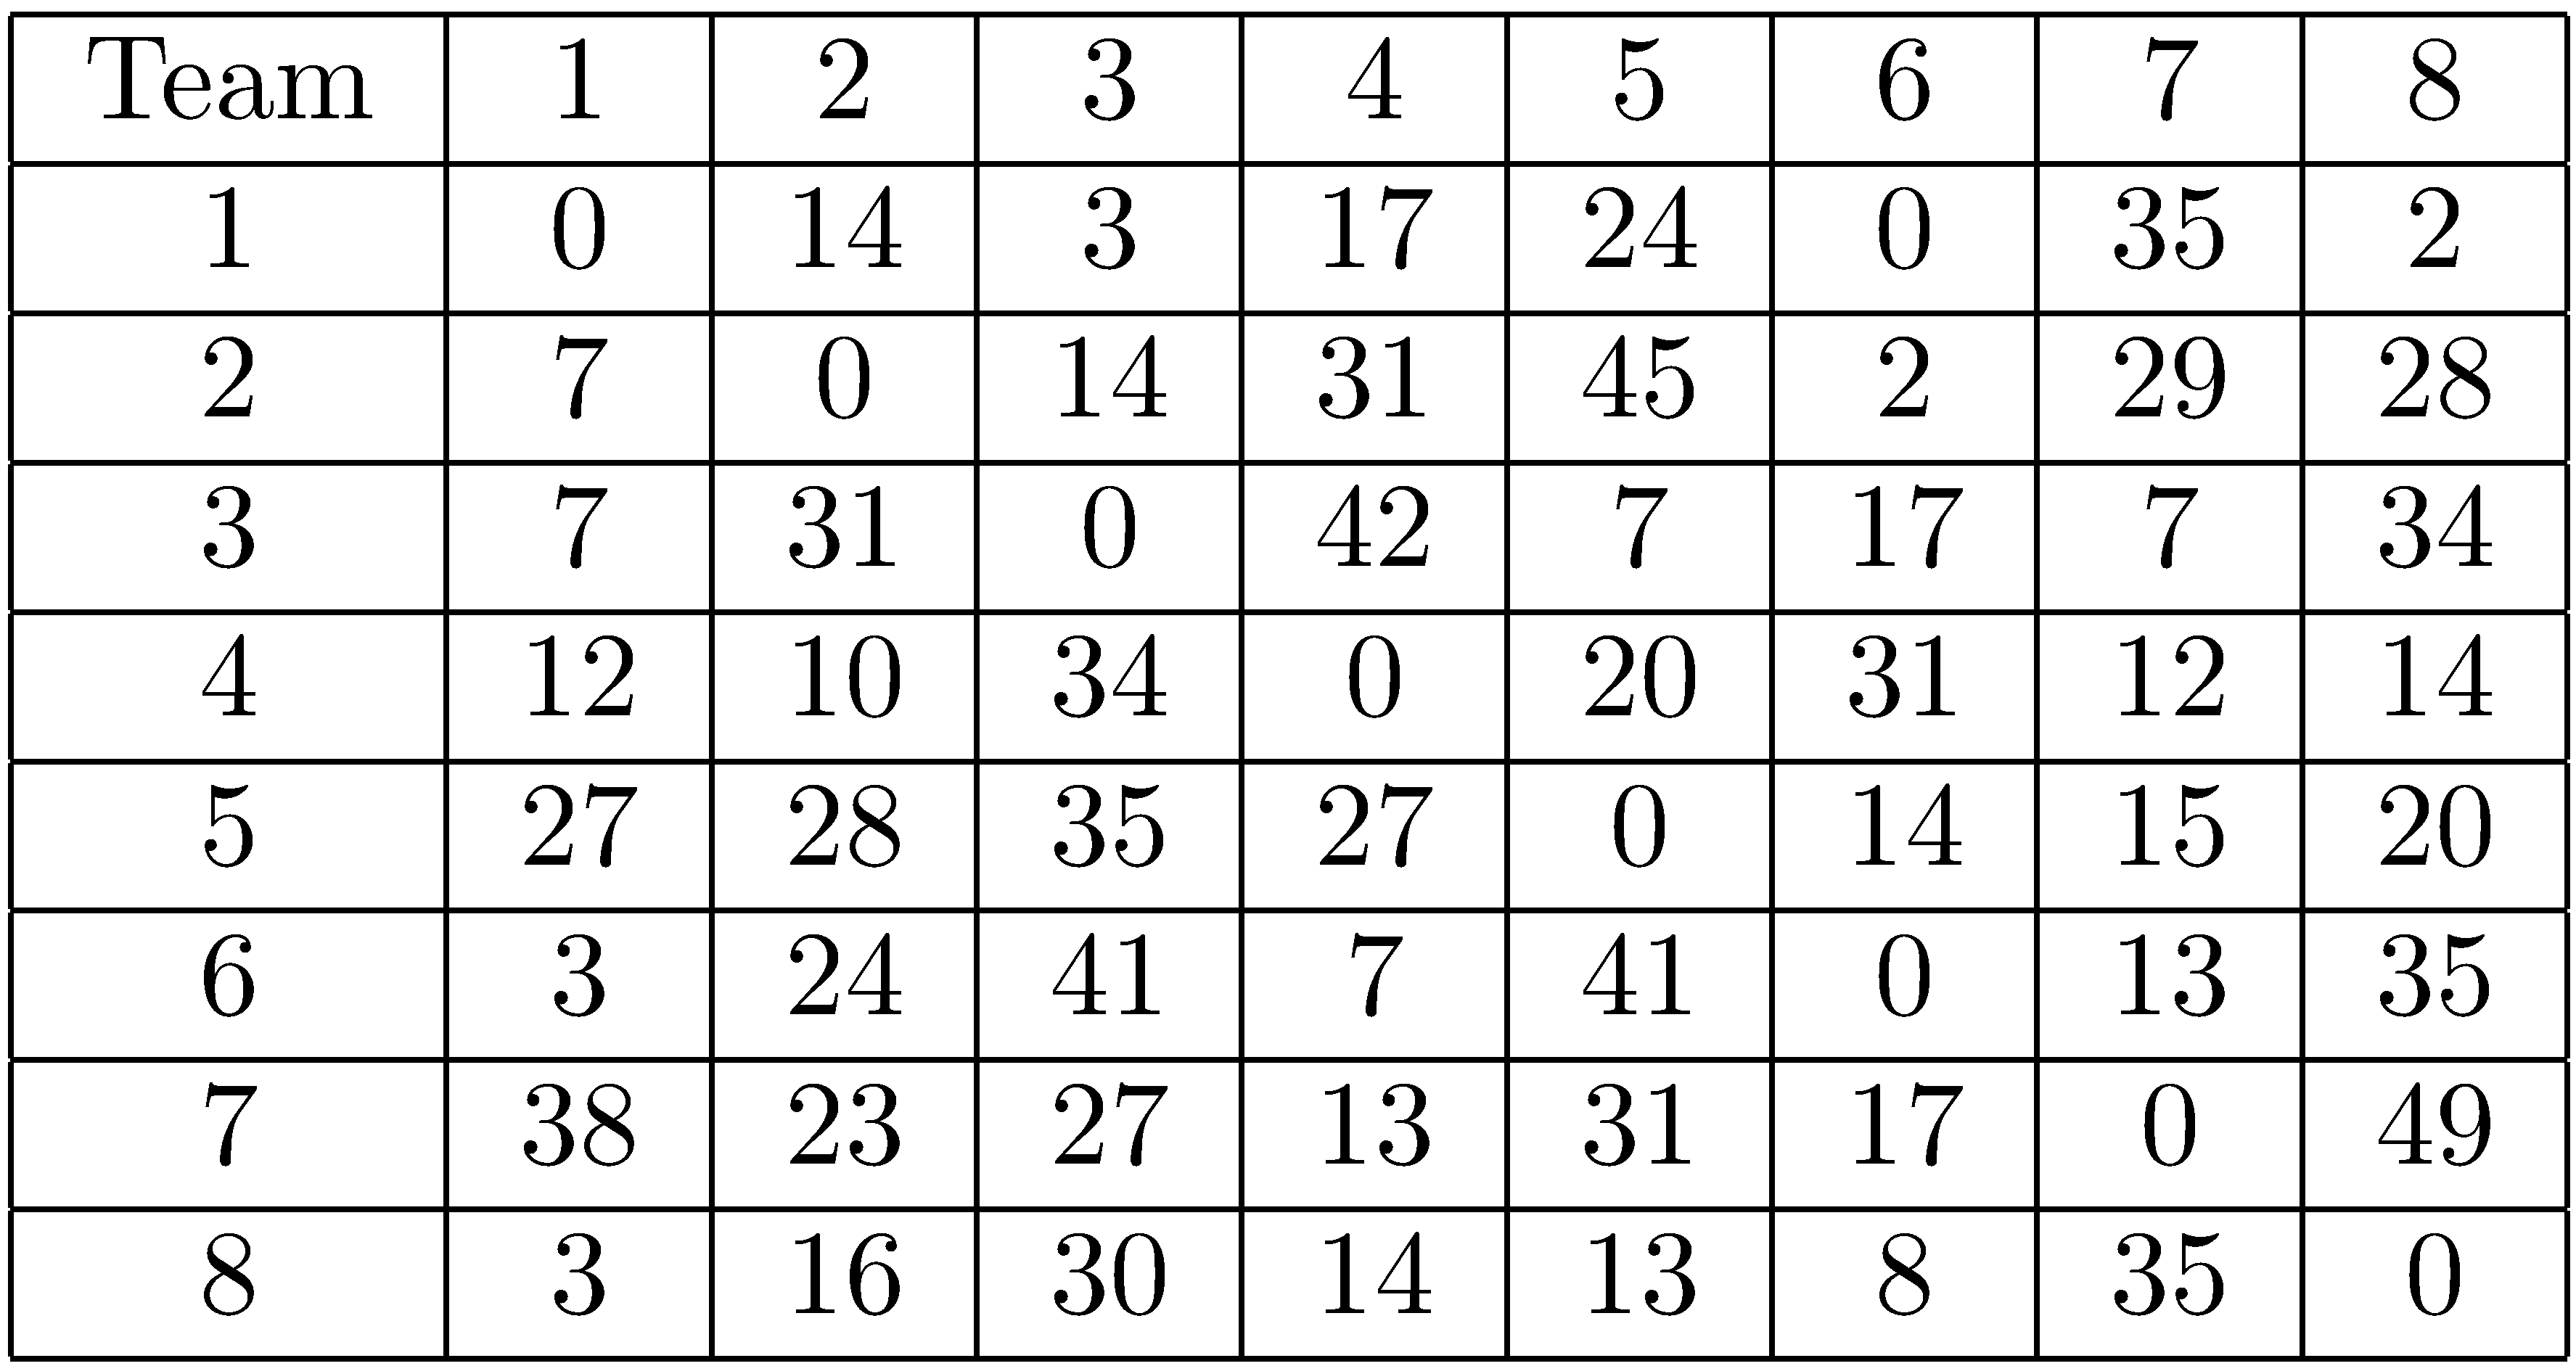 Team 1 2 3 4 5 6 7 8
1 0 14 3 17 24 0 35 2
2 7 0 14 31 45 2 29 28
3 7 31 0 42 7 17 7 34
4 12 10 34 0 20 31 12 14
5 27 28 35 27 0 14 15 20
6 3 24 41 7 41 0 13 35
7 38 23 27 13 31 17 0 49
8 3 16 30 14 13 8 35 0